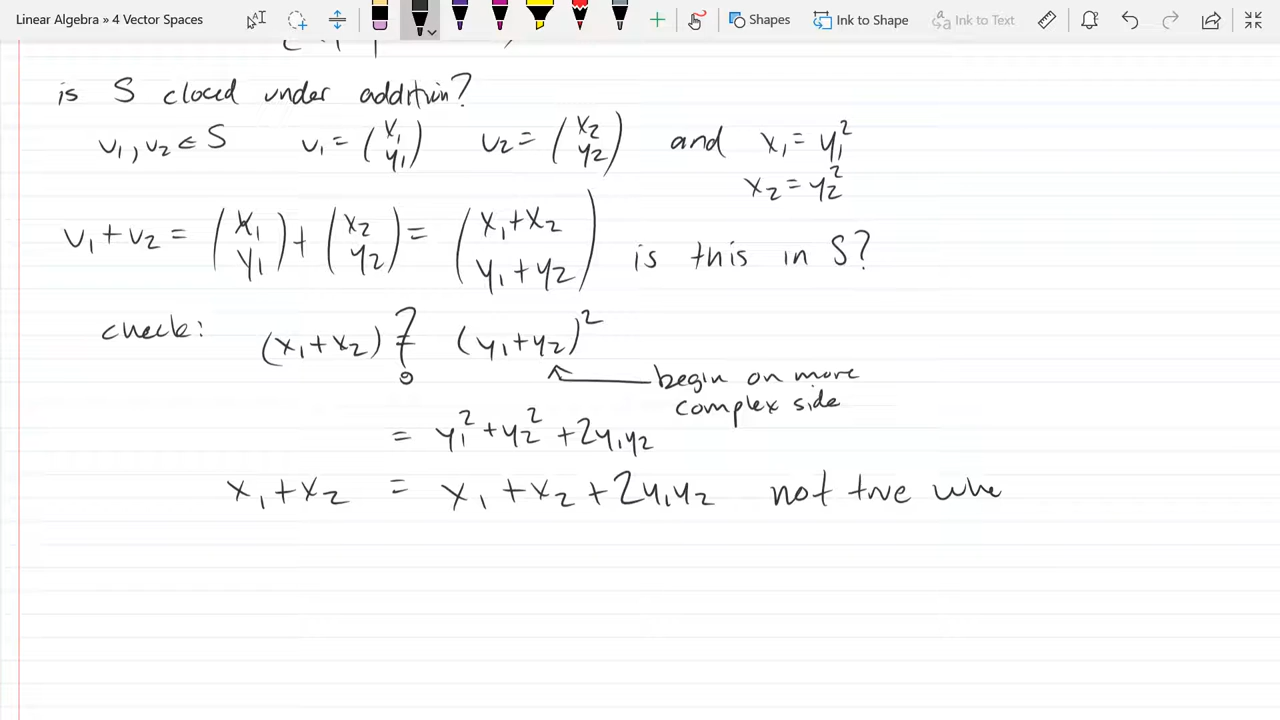 Linear Algebra » 4 Vector Spaces
Shapes
Ink to Shape
Ink to Text
is S closed under addition?
v₁, v₂ ∈ S v₁ = (x₁ y₁) v₂ = (x₂ y₂) and x₁ = y₁²
x₂ = y₂²
v₁ + v₂ = (x₁ y₁) + (x₂ y₂) = (x₁+x₂ y₁+y₂) is this in S?
check: (x₁+x₂) =? (y₁+y₂)²
begin on more
complex side
= y₁² + y₂² + 2y₁y₂
x₁+x₂ = x₁+x₂+2y₁y₂ not true whe